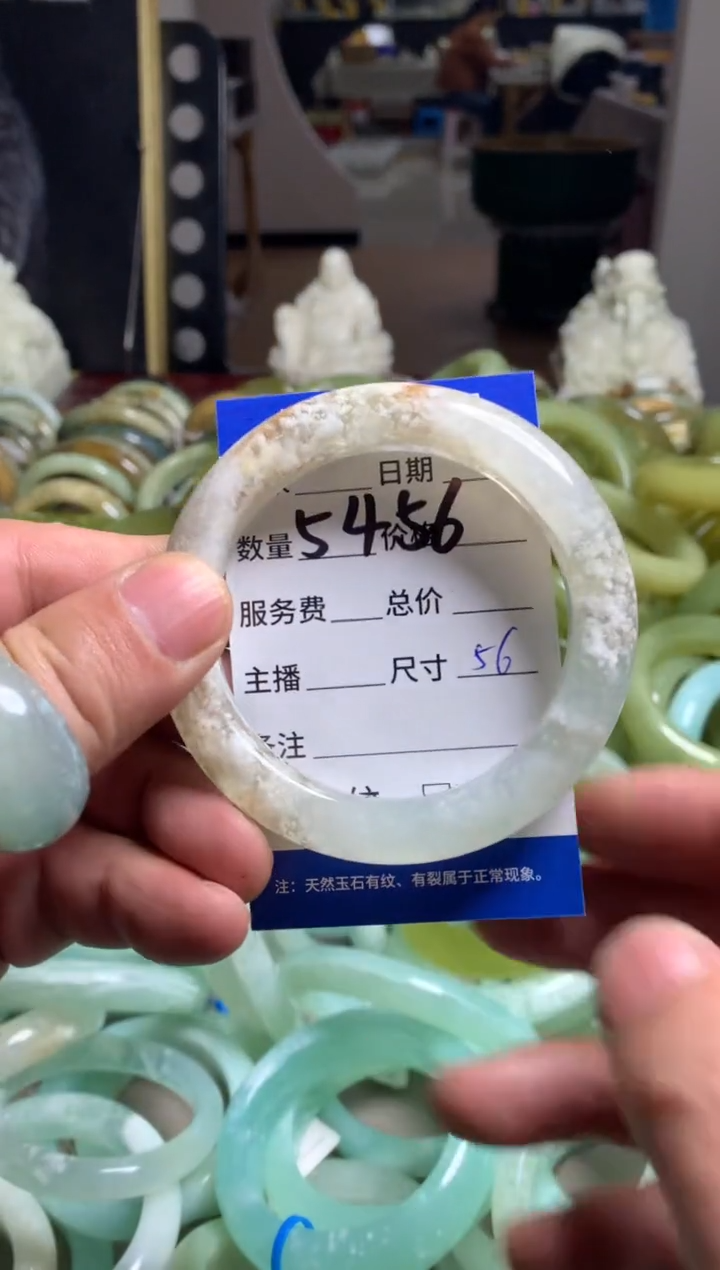 日期
数量 5456 价
服务费 总价
主播 尺寸 56
注
注：天然玉石有纹、有裂属于正常现象。